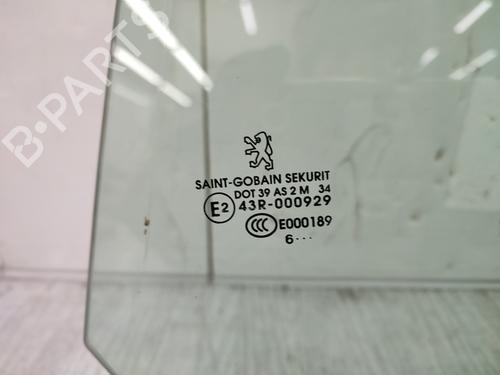 B-PARTS
SAINT-GOBAIN SEKURIT
DOT 39 AS 2 M 34
E2 43R-000929
CCC E000189
6···